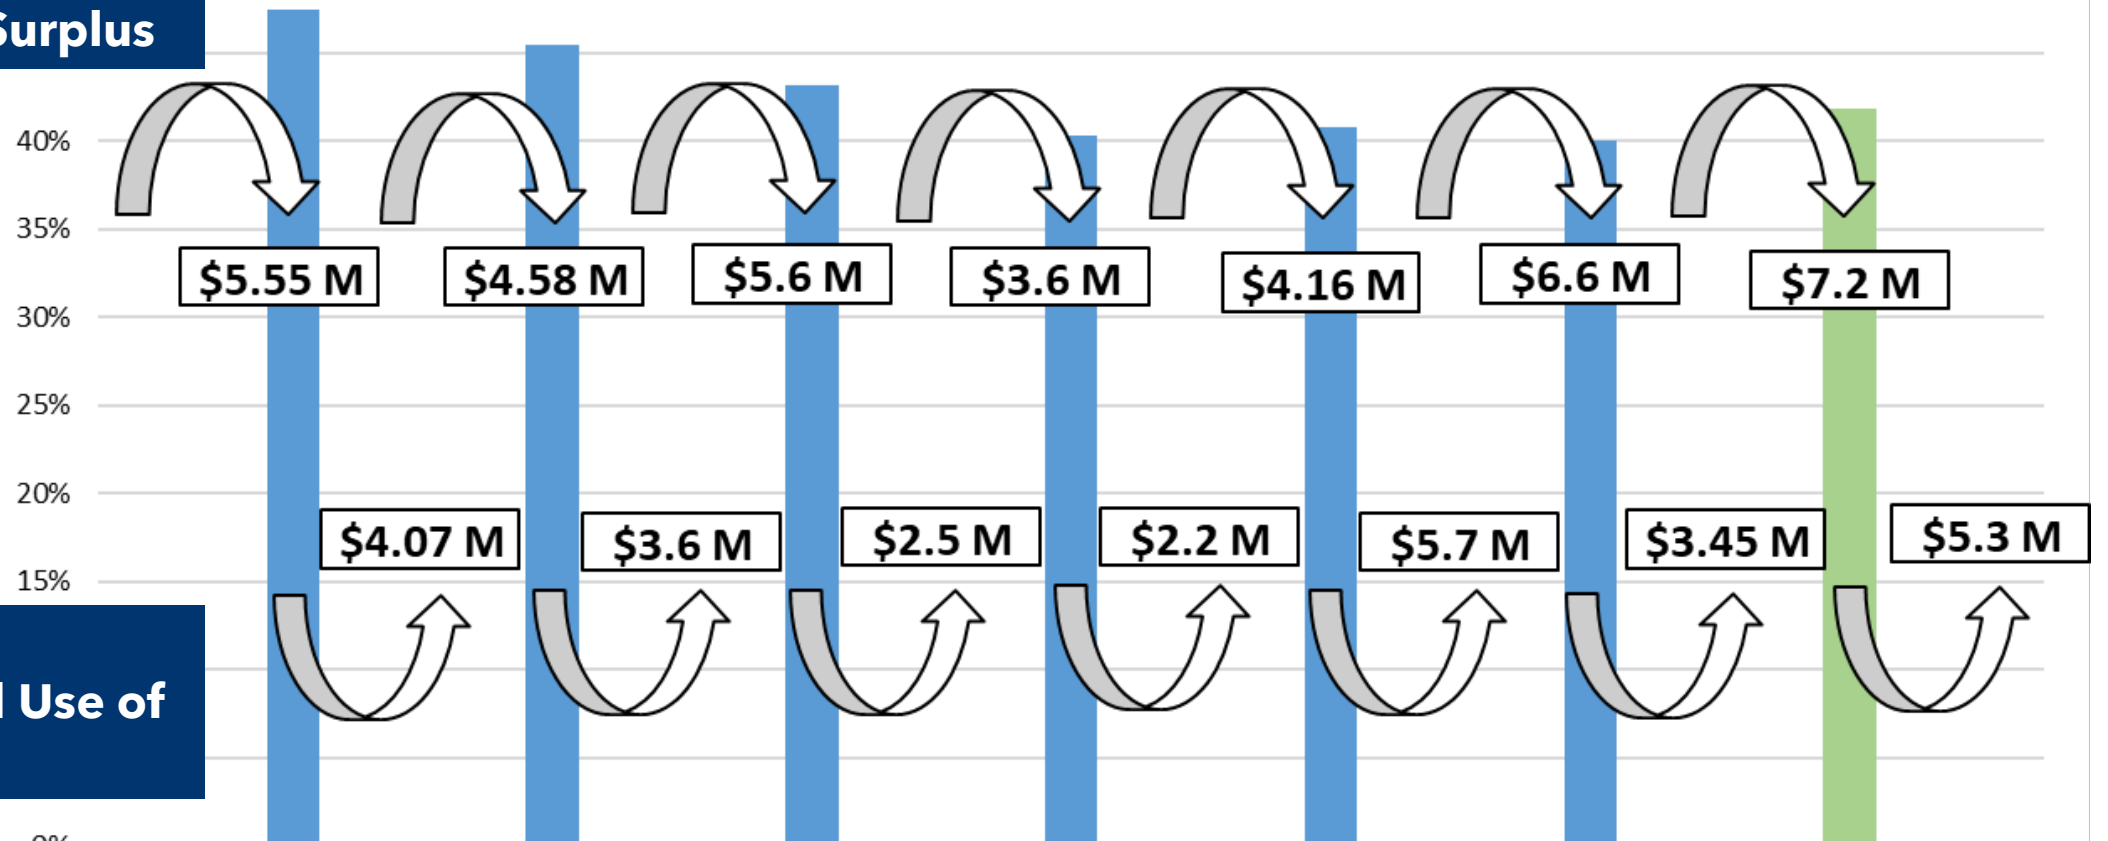 Surplus
40%
35%
$5.55 M $4.58 M $5.6 M $3.6 M $4.16 M $6.6 M $7.2 M
30%
25%
20%
$4.07 M $3.6 M $2.5 M $2.2 M $5.7 M $3.45 M $5.3 M
15%
Use of